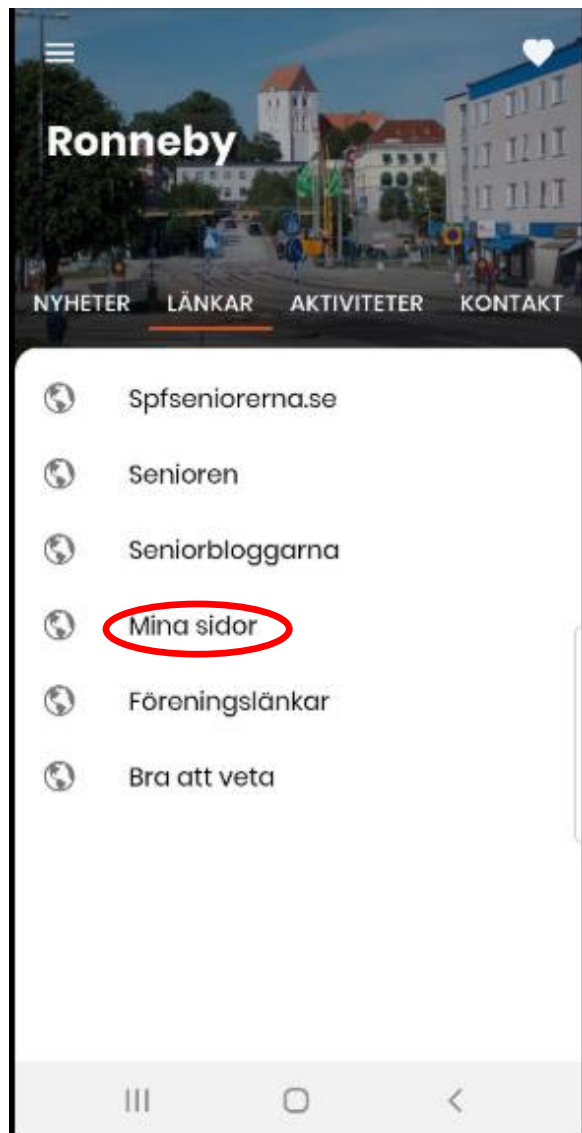 Ronneby
NYHETER LÄNKAR AKTIVITETER KONTAKT
Spfseniorerna.se
Senioren
Seniorbloggarna
Mina sidor
Föreningslänkar
Bra att veta